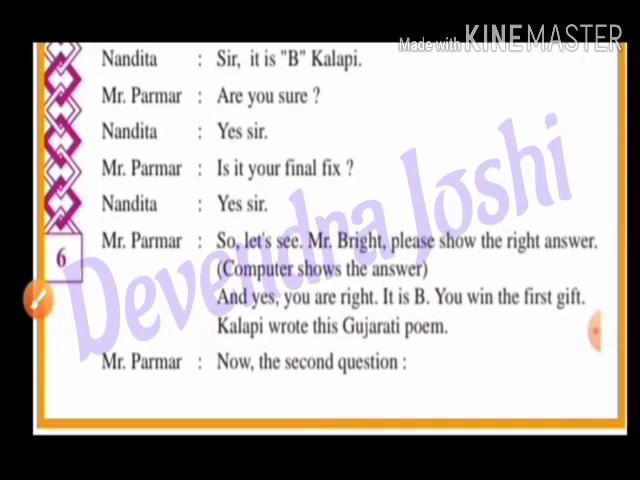 Made with KINEMASTER
Nandita : Sir, it is "B" Kalapi.
Mr. Parmar : Are you sure ?
Nandita : Yes sir.
Mr. Parmar : Is it your final fix ?
Nandita : Yes sir.
Mr. Parmar : So, let's see. Mr. Bright, please show the right answer.
(Computer shows the answer)
And yes, you are right. It is B. You win the first gift.
Kalapi wrote this Gujarati poem.
Mr. Parmar : Now, the second question :
6
Devendra Joshi